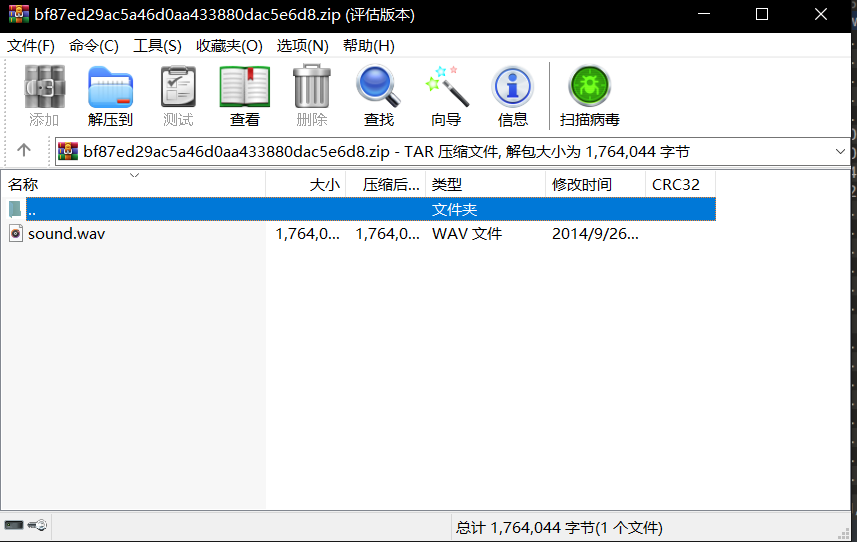 bf87ed29ac5a46d0aa433880dac5e6d8.zip (评估版本)
文件(F) 命令(C) 工具(S) 收藏夹(O) 选项(N) 帮助(H)
添加 解压到 测试 查看 删除 查找 向导 信息 扫描病毒
bf87ed29ac5a46d0aa433880dac5e6d8.zip - TAR 压缩文件, 解包大小为 1,764,044 字节
名称 大小 压缩后... 类型 修改时间 CRC32
.. 文件夹
sound.wav 1,764,0... 1,764,0... WAV 文件 2014/9/26...
总计 1,764,044 字节(1 个文件)